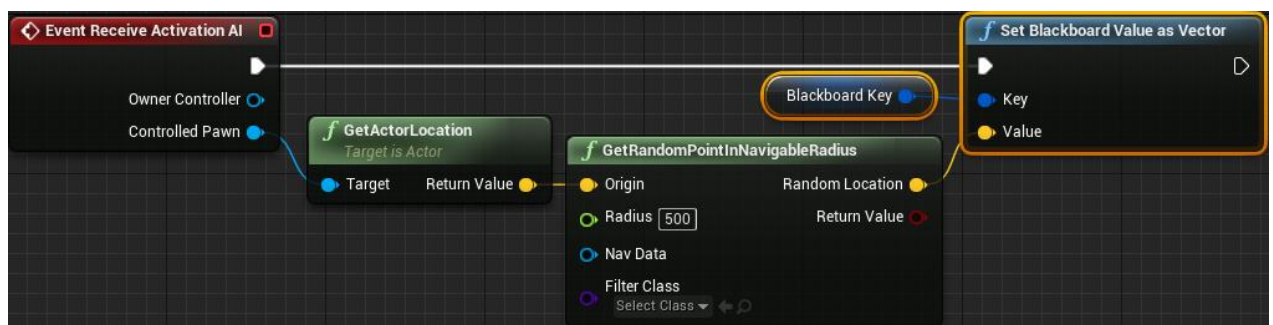 Event Receive Activation AI
Owner Controller
Controlled Pawn
f GetActorLocation
Target is Actor
Target Return Value
f GetRandomPointInNavigableRadius
Origin Random Location
Radius 500 Return Value
Nav Data
Filter Class
Select Class
Blackboard Key
f Set Blackboard Value as Vector
Key
Value